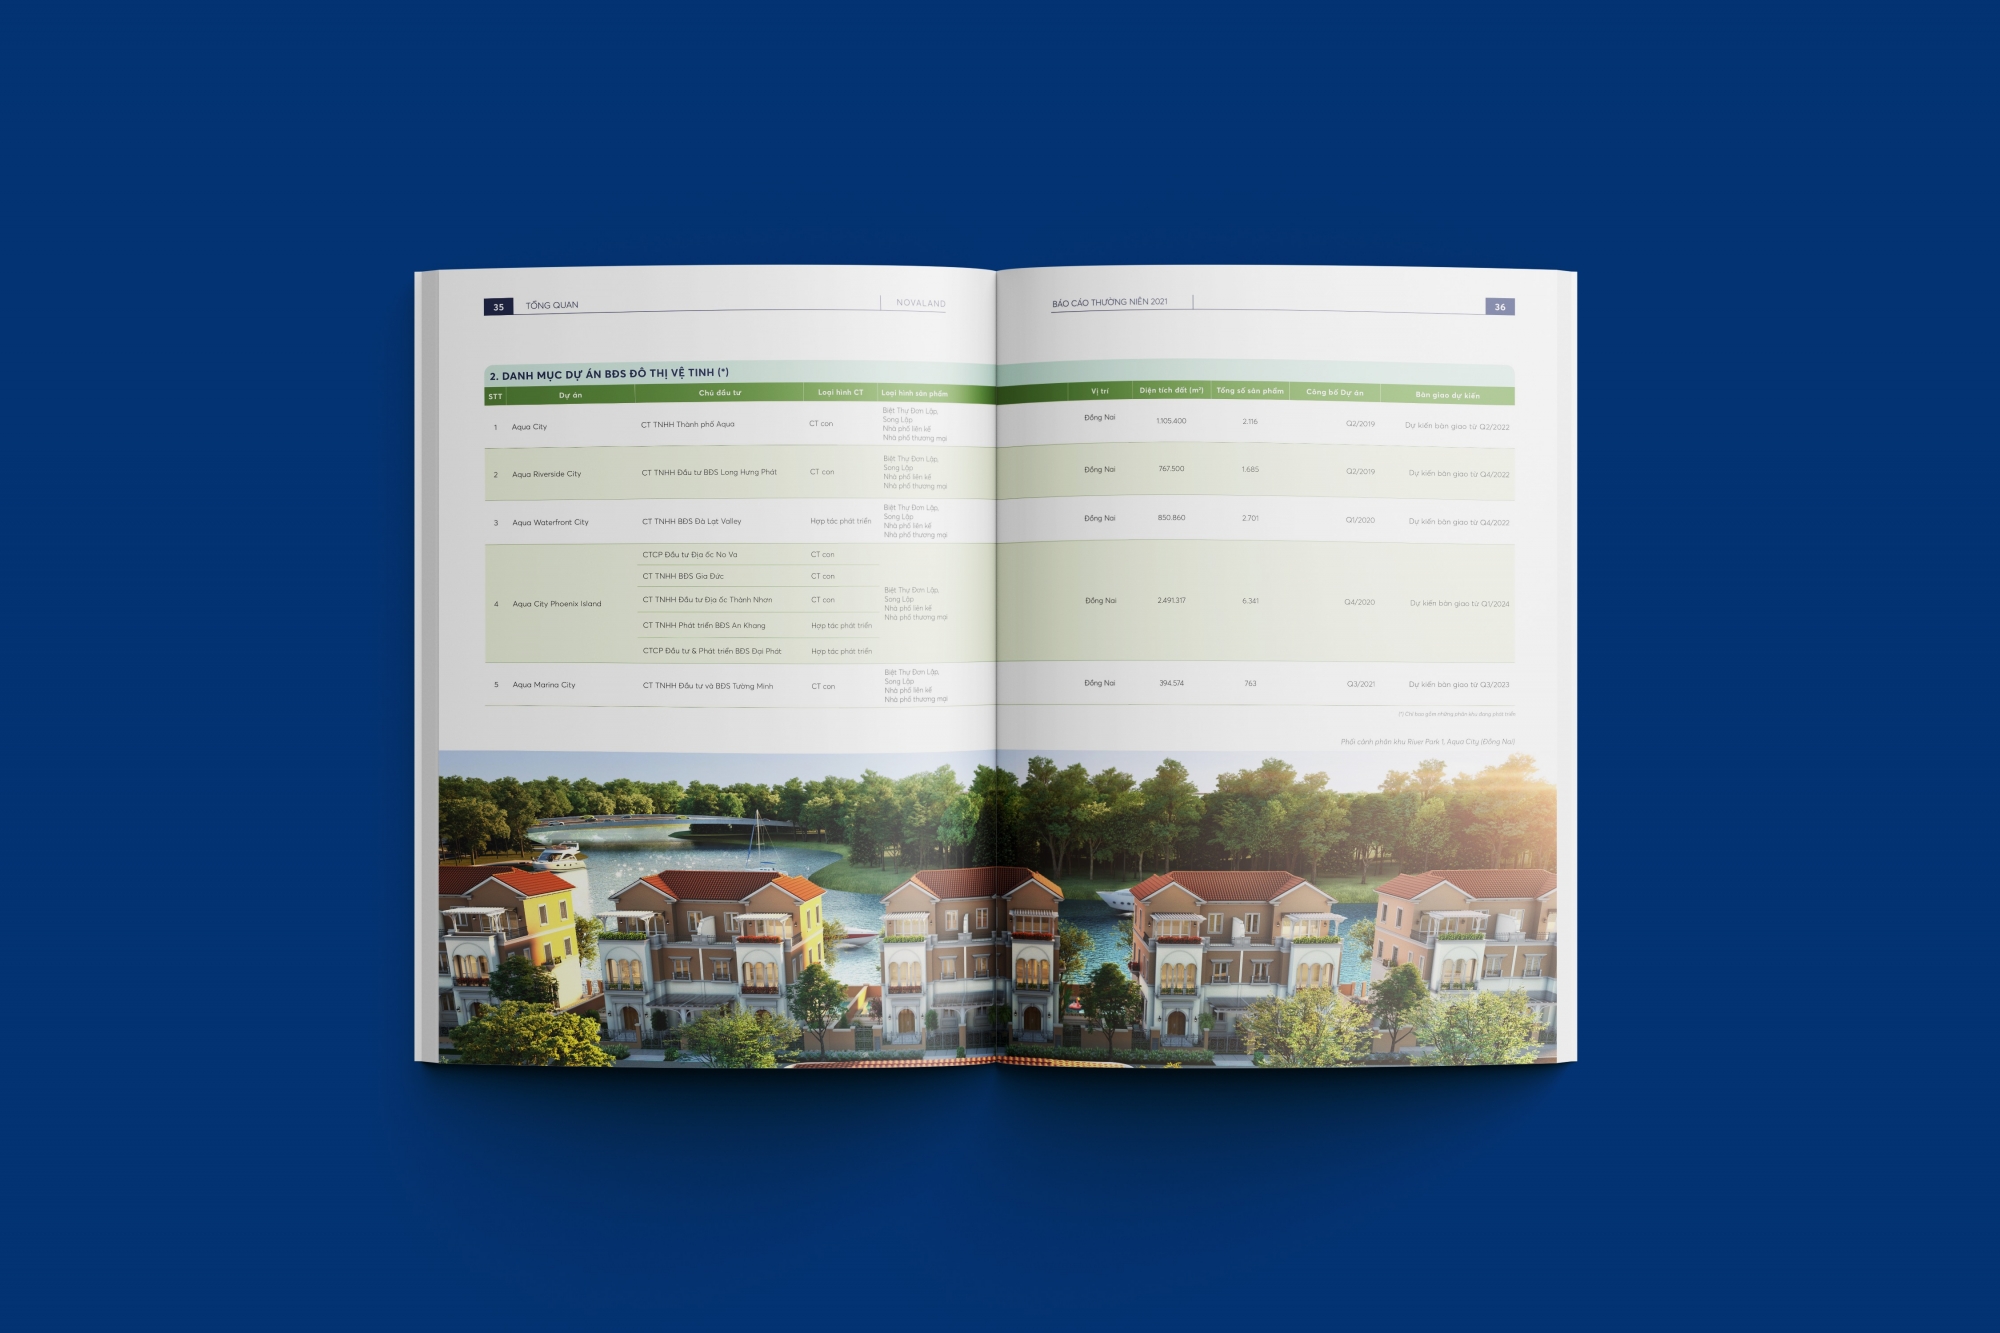 35 TỔNG QUAN NOVALAND
BÁO CÁO THƯỜNG NIÊN 2021 36
2. DANH MỤC DỰ ÁN BĐS ĐÔ THỊ VỆ TINH (*)
STT Dự án Chủ đầu tư Loại hình CT Loại hình sản phẩm Vị trí Diện tích đất (m²) Tổng số sản phẩm Công bố Dự án Bàn giao dự kiến
1 Aqua City CT TNHH Thành phố Aqua CT con
Biệt Thự Đơn Lập,
Song Lập
Nhà phố liên kế
Nhà phố thương mại
Đồng Nai 1.105.400 2.116 Q2/2019 Dự kiến bàn giao từ Q2/2022
2 Aqua Riverside City CT TNHH Đầu tư BĐS Long Hưng Phát CT con
Biệt Thự Đơn Lập,
Song Lập
Nhà phố liên kế
Nhà phố thương mại
Đồng Nai 767.500 1.685 Q2/2019 Dự kiến bàn giao từ Q4/2022
3 Aqua Waterfront City CT TNHH BĐS Đà Lạt Valley Hợp tác phát triển
Biệt Thự Đơn Lập,
Song Lập
Nhà phố liên kế
Nhà phố thương mại
Đồng Nai 850.860 2.701 Q1/2020 Dự kiến bàn giao từ Q4/2022
4 Aqua City Phoenix Island
CTCP Đầu tư Địa ốc No Va CT con
CT TNHH BĐS Gia Đức CT con
CT TNHH Đầu tư Địa ốc Thành Nhơn CT con
CT TNHH Phát triển BĐS An Khang Hợp tác phát triển
CTCP Đầu tư & Phát triển BĐS Đại Phát Hợp tác phát triển
Biệt Thự Đơn Lập,
Song Lập
Nhà phố liên kế
Nhà phố thương mại
Đồng Nai 2.491.317 6.341 Q4/2020 Dự kiến bàn giao từ Q1/2024
5 Aqua Marina City CT TNHH Đầu tư và BĐS Tường Minh CT con
Biệt Thự Đơn Lập,
Song Lập
Nhà phố liên kế
Nhà phố thương mại
Đồng Nai 394.574 763 Q3/2021 Dự kiến bàn giao từ Q3/2023
(*) Chỉ bao gồm những phân khu đang phát triển
Phối cảnh phân khu River Park 1, Aqua City (Đồng Nai)